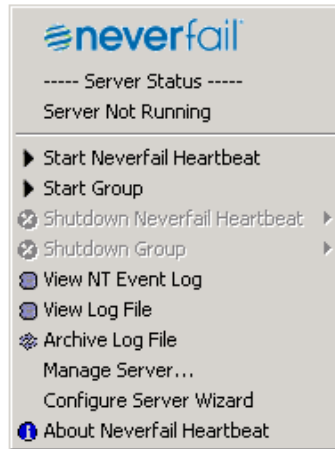 neverfail
----- Server Status -----
Server Not Running
Start Neverfail Heartbeat
Start Group
Shutdown Neverfail Heartbeat
Shutdown Group
View NT Event Log
View Log File
Archive Log File
Manage Server...
Configure Server Wizard
About Neverfail Heartbeat